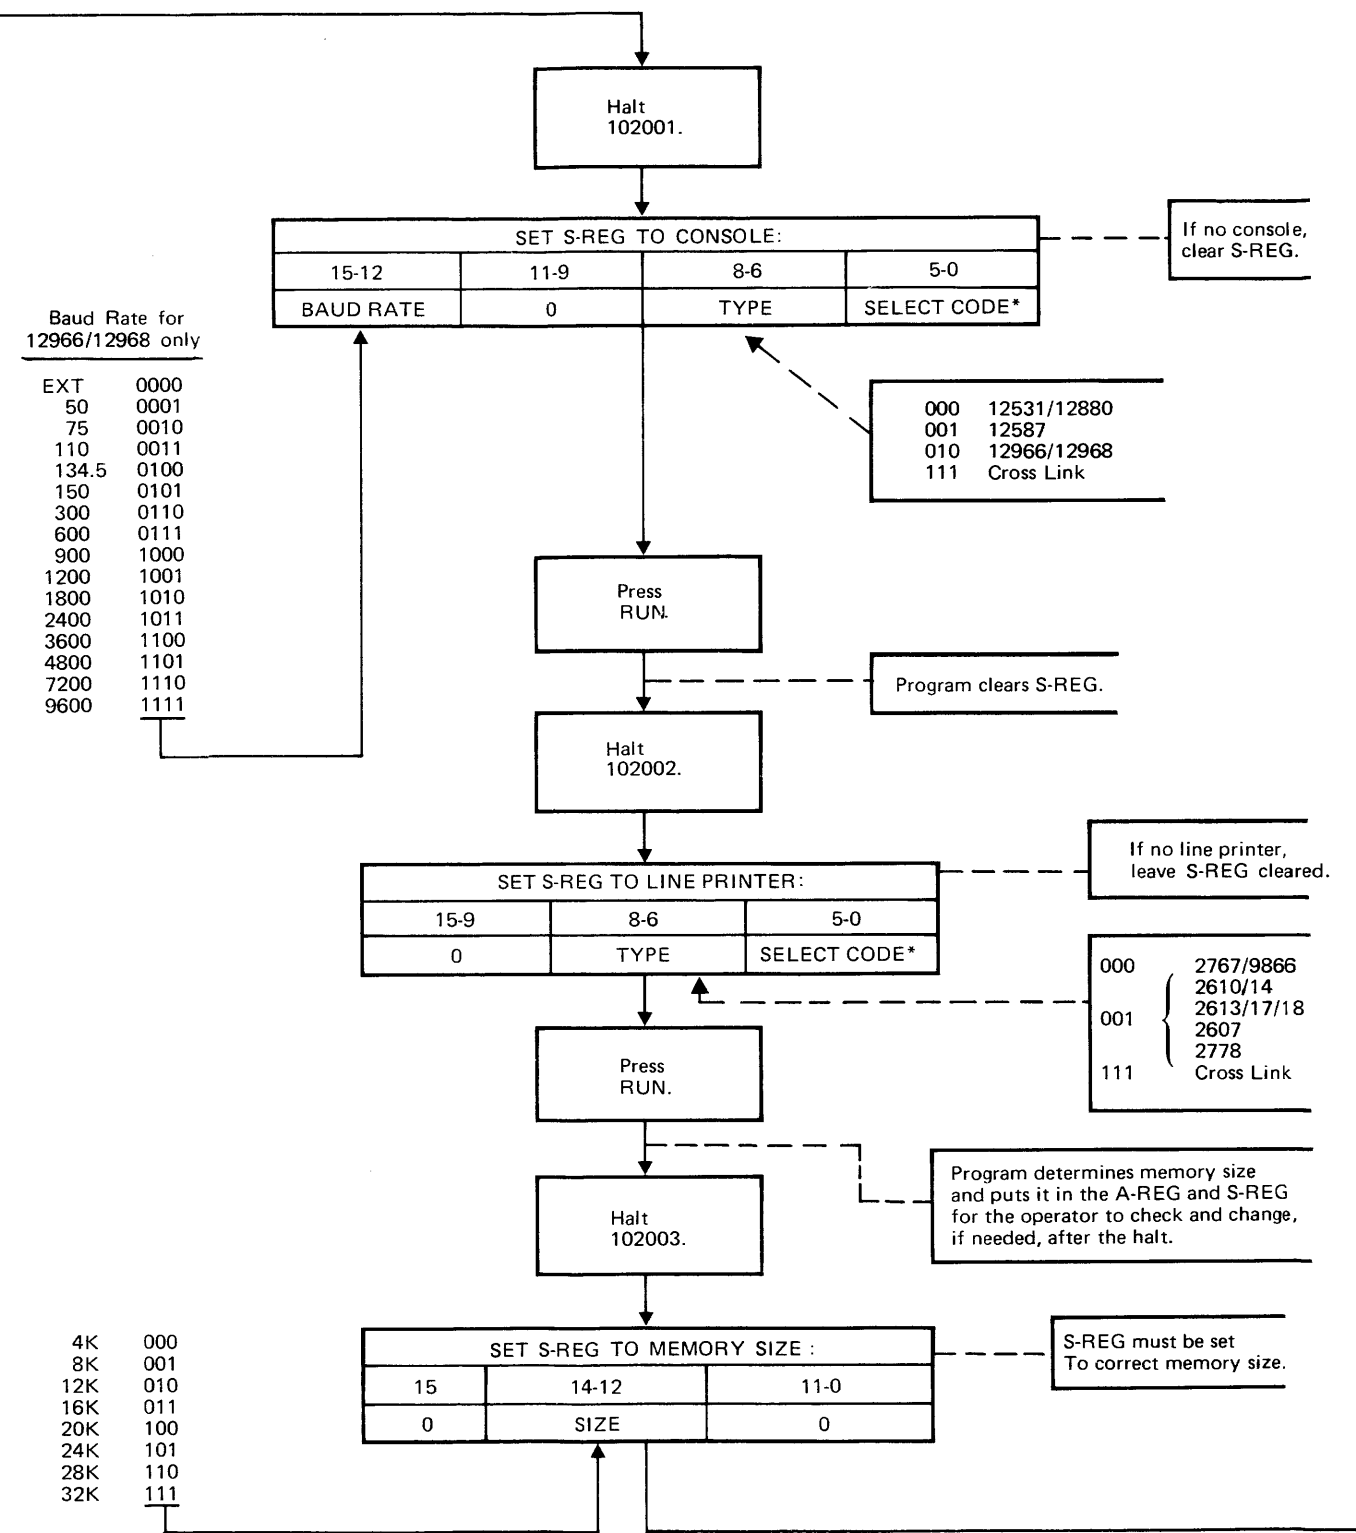 Halt
102001.
SET S-REG TO CONSOLE:
15-12 11-9 8-6 5-0
BAUD RATE 0 TYPE SELECT CODE*
If no console,
clear S-REG.
Baud Rate for
12966/12968 only
EXT 0000
50 0001
75 0010
110 0011
134.5 0100
150 0101
300 0110
600 0111
900 1000
1200 1001
1800 1010
2400 1011
3600 1100
4800 1101
7200 1110
9600 1111
000 12531/12880
001 12587
010 12966/12968
111 Cross Link
Press
RUN.
Program clears S-REG.
Halt
102002.
SET S-REG TO LINE PRINTER:
15-9 8-6 5-0
0 TYPE SELECT CODE*
If no line printer,
leave S-REG cleared.
000 2767/9866
2610/14
001 2613/17/18
2607
2778
111 Cross Link
Press
RUN.
Program determines memory size
and puts it in the A-REG and S-REG
for the operator to check and change,
if needed, after the halt.
Halt
102003.
SET S-REG TO MEMORY SIZE :
15 14-12 11-0
0 SIZE 0
S-REG must be set
To correct memory size.
4K 000
8K 001
12K 010
16K 011
20K 100
24K 101
28K 110
32K 111